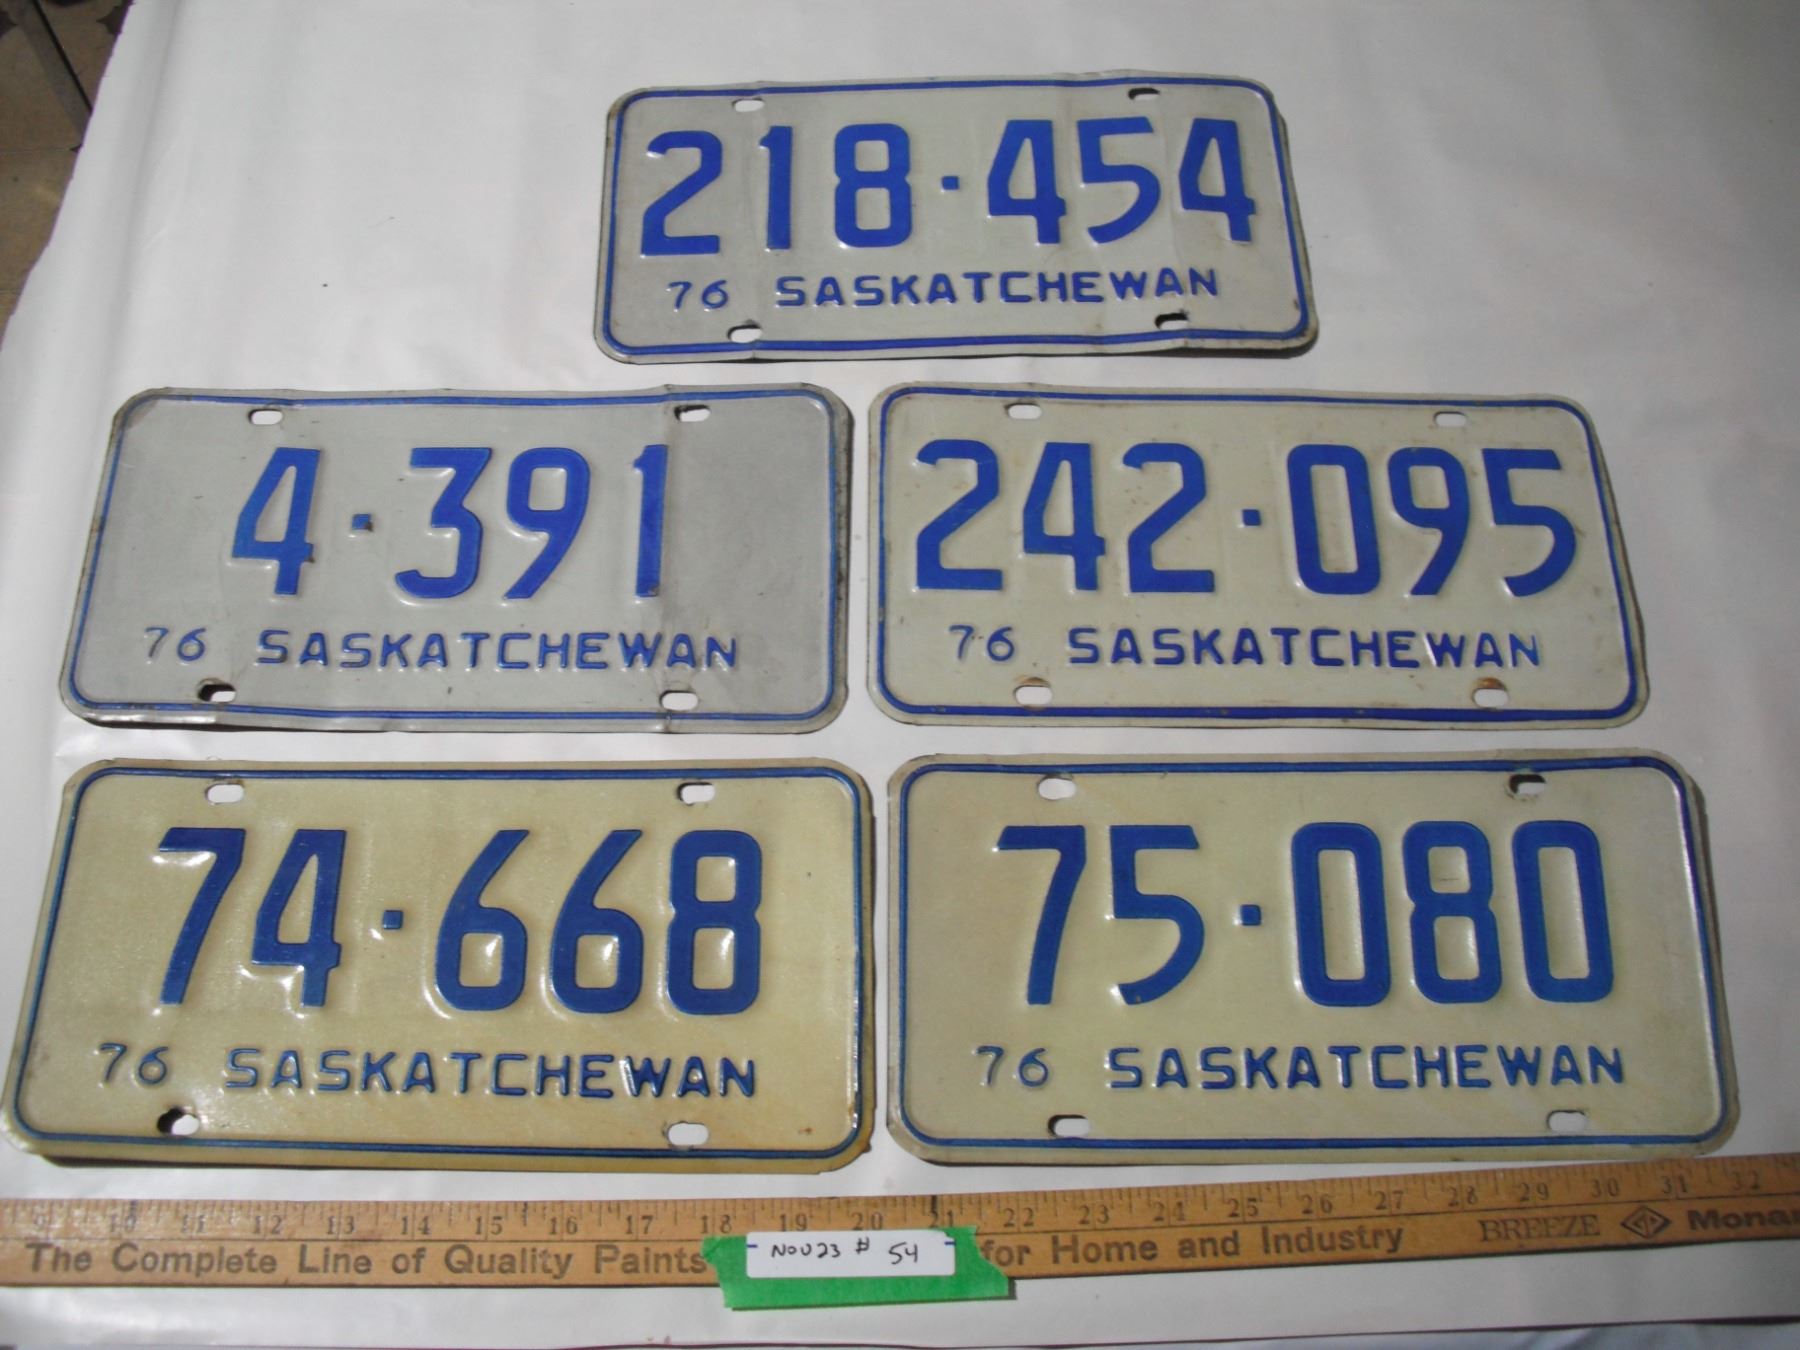 218·454
76 SASKATCHEWAN
4·391
76 SASKATCHEWAN
242·095
76 SASKATCHEWAN
74·668
76 SASKATCHEWAN
75·080
76 SASKATCHEWAN
9 10 11 12 13 14 15 16 17 18 19 20 21 22 23 24 25 26 27 28 29 30 31 32
The Complete Line of Quality Paints for Home and Industry BREEZE
NOV23 # 54